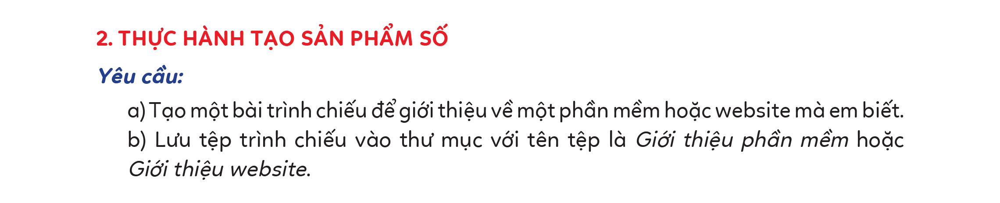 2. THỰC HÀNH TẠO SẢN PHẨM SỐ
Yêu cầu:
a) Tạo một bài trình chiếu để giới thiệu về một phần mềm hoặc website mà em biết.
b) Lưu tệp trình chiếu vào thư mục với tên tệp là Giới thiệu phần mềm hoặc
Giới thiệu website.